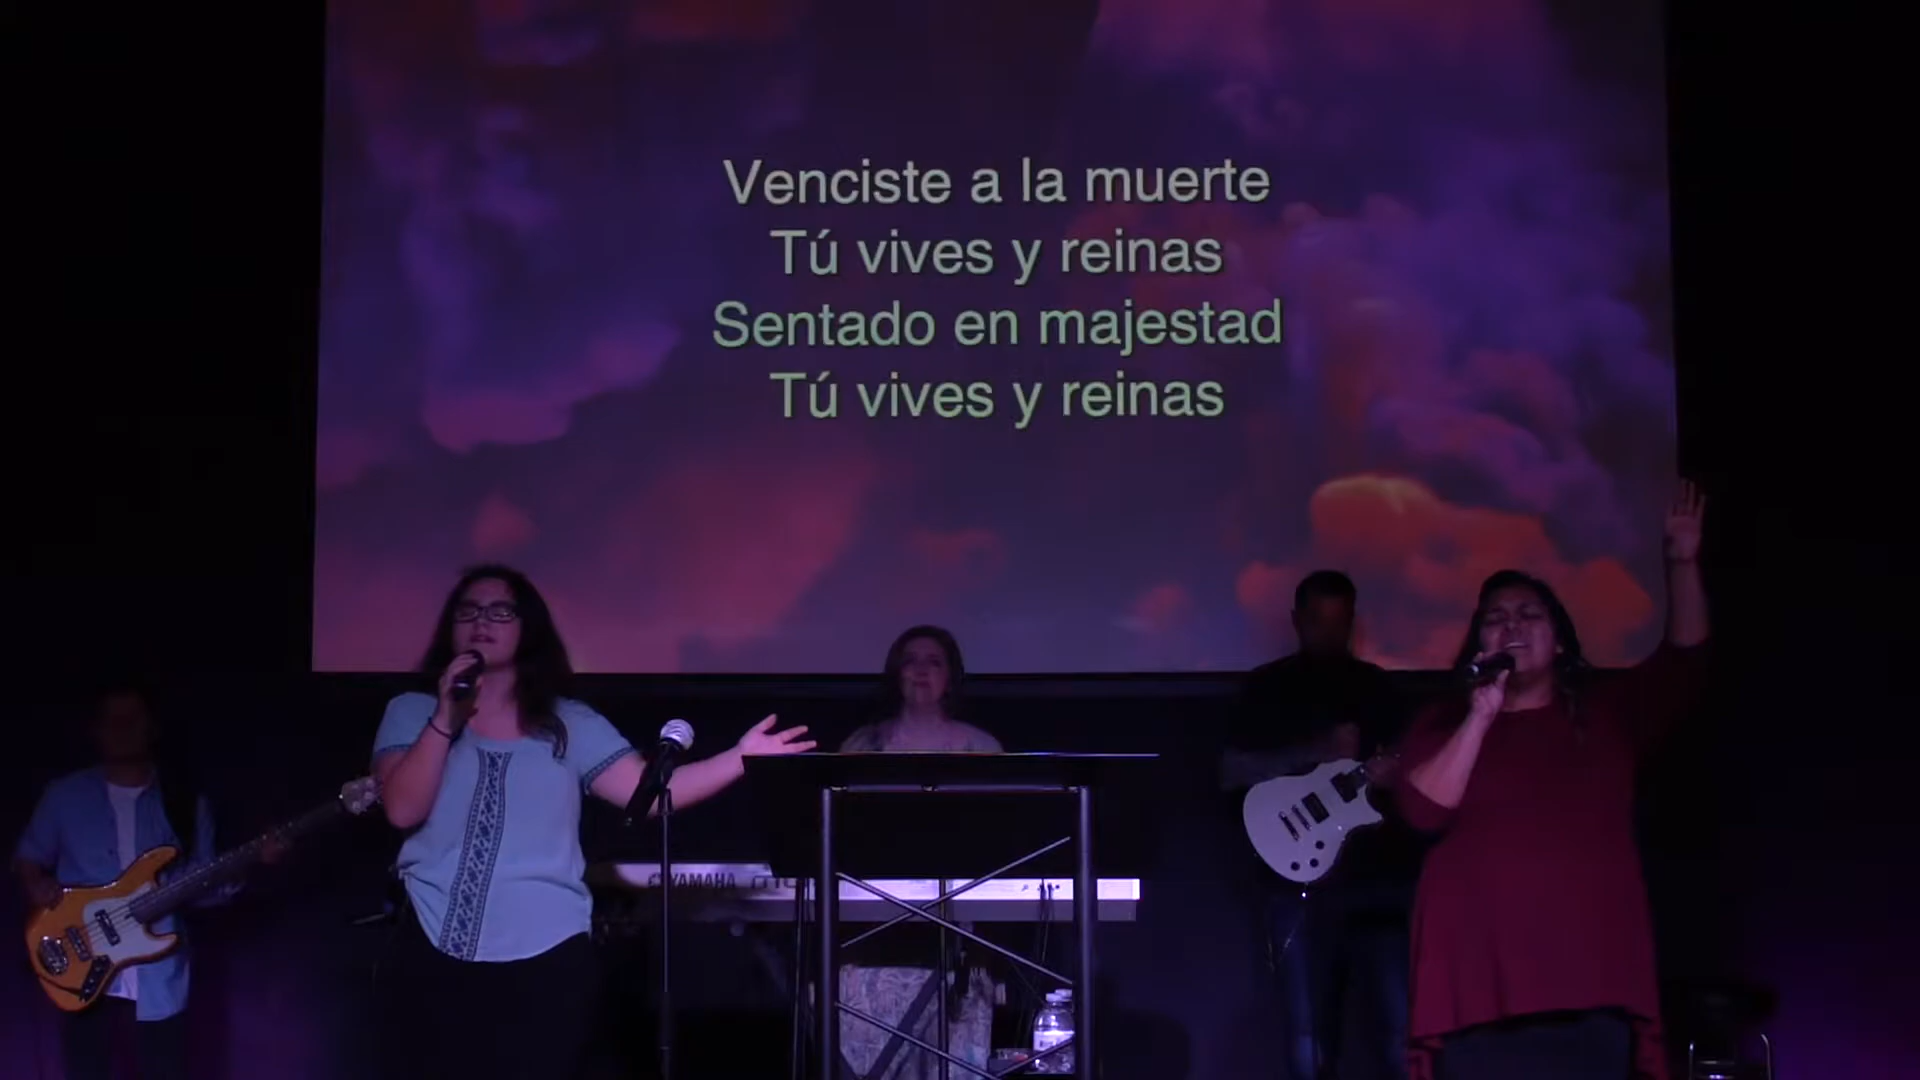 Venciste a la muerte
Tú vives y reinas
Sentado en majestad
Tú vives y reinas
YAMAHA